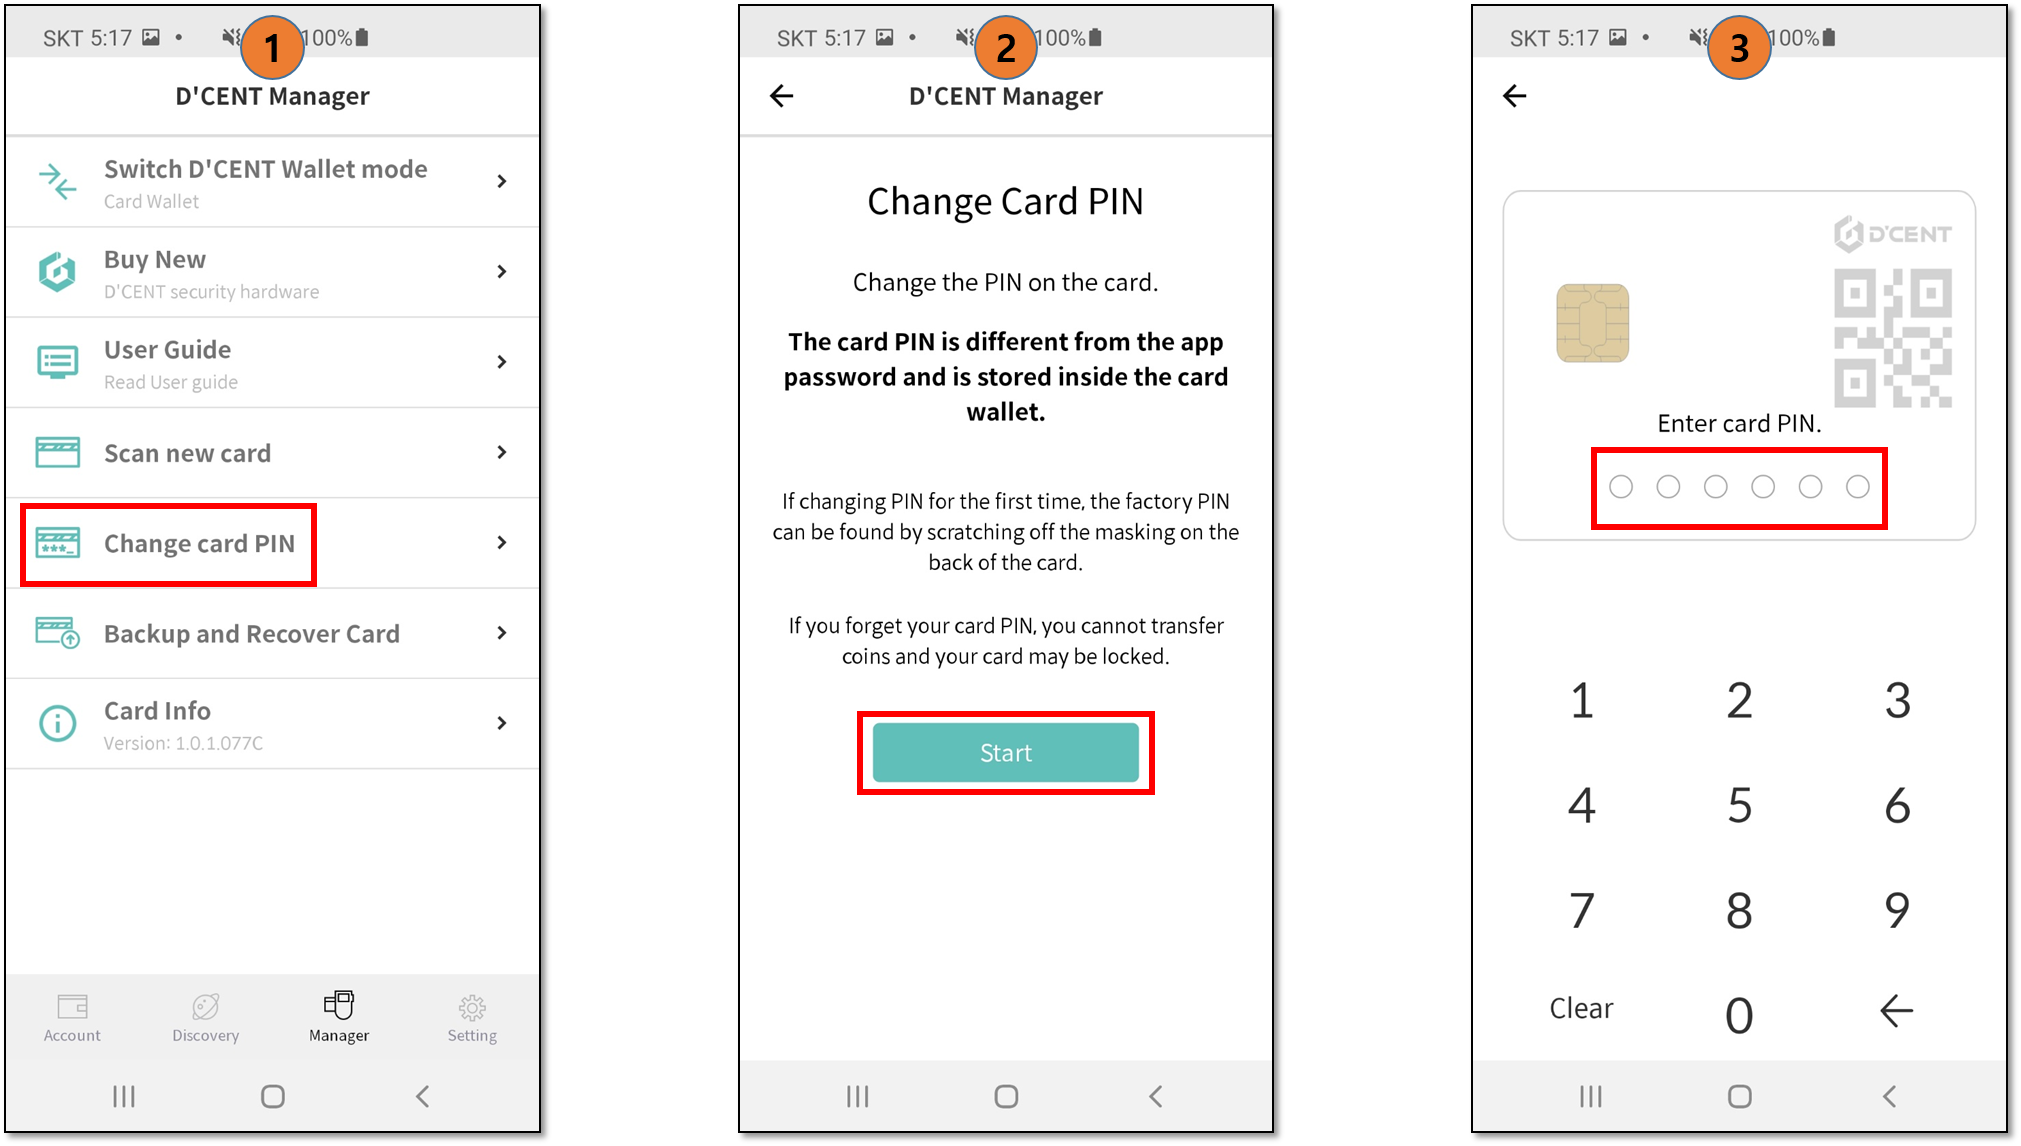 SKT 5:17
1
100%
D'CENT Manager
Switch D'CENT Wallet mode
Card Wallet
Buy New
D'CENT security hardware
User Guide
Read User guide
Scan new card
***_
Change card PIN
Backup and Recover Card
Card Info
Version: 1.0.1.077C
Account
Discovery
Manager
Setting
SKT 5:17
2
100%
D'CENT Manager
Change Card PIN
Change the PIN on the card.
The card PIN is different from the app
password and is stored inside the card
wallet.
If changing PIN for the first time, the factory PIN
can be found by scratching off the masking on the
back of the card.
If you forget your card PIN, you cannot transfer
coins and your card may be locked.
Start
SKT 5:17
3
100%
D'CENT
Enter card PIN.
1 2 3
4 5 6
7 8 9
Clear 0